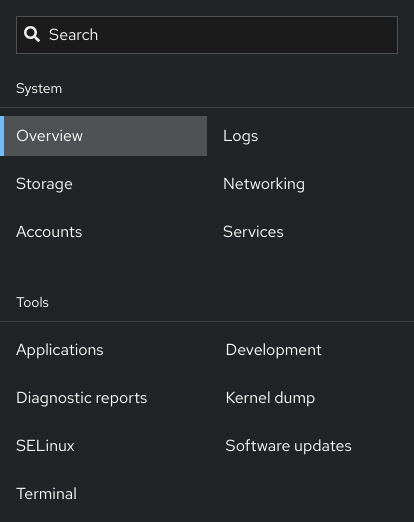 Search
System
Overview
Logs
Storage
Networking
Accounts
Services
Tools
Applications
Development
Diagnostic reports
Kernel dump
SELinux
Software updates
Terminal